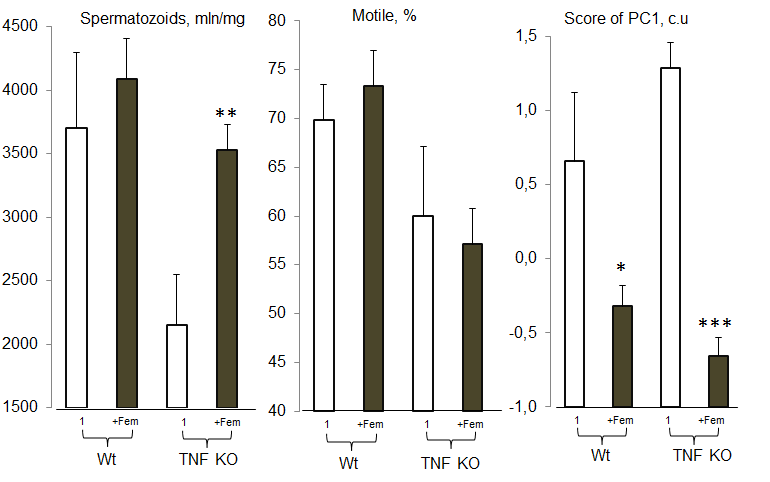 Spermatozoids, mln/mg
4500
4000
3500
3000
2500
2000
1500
**
1
+Fem
1
+Fem
Wt
TNF KO
Motile, %
80
75
70
65
60
55
50
45
40
1
+Fem
1
+Fem
Wt
TNF KO
Score of PC1, c.u
1,5
1,0
0,5
0,0
-0,5
-1,0
*
***
1
+Fem
1
+Fem
Wt
TNF KO